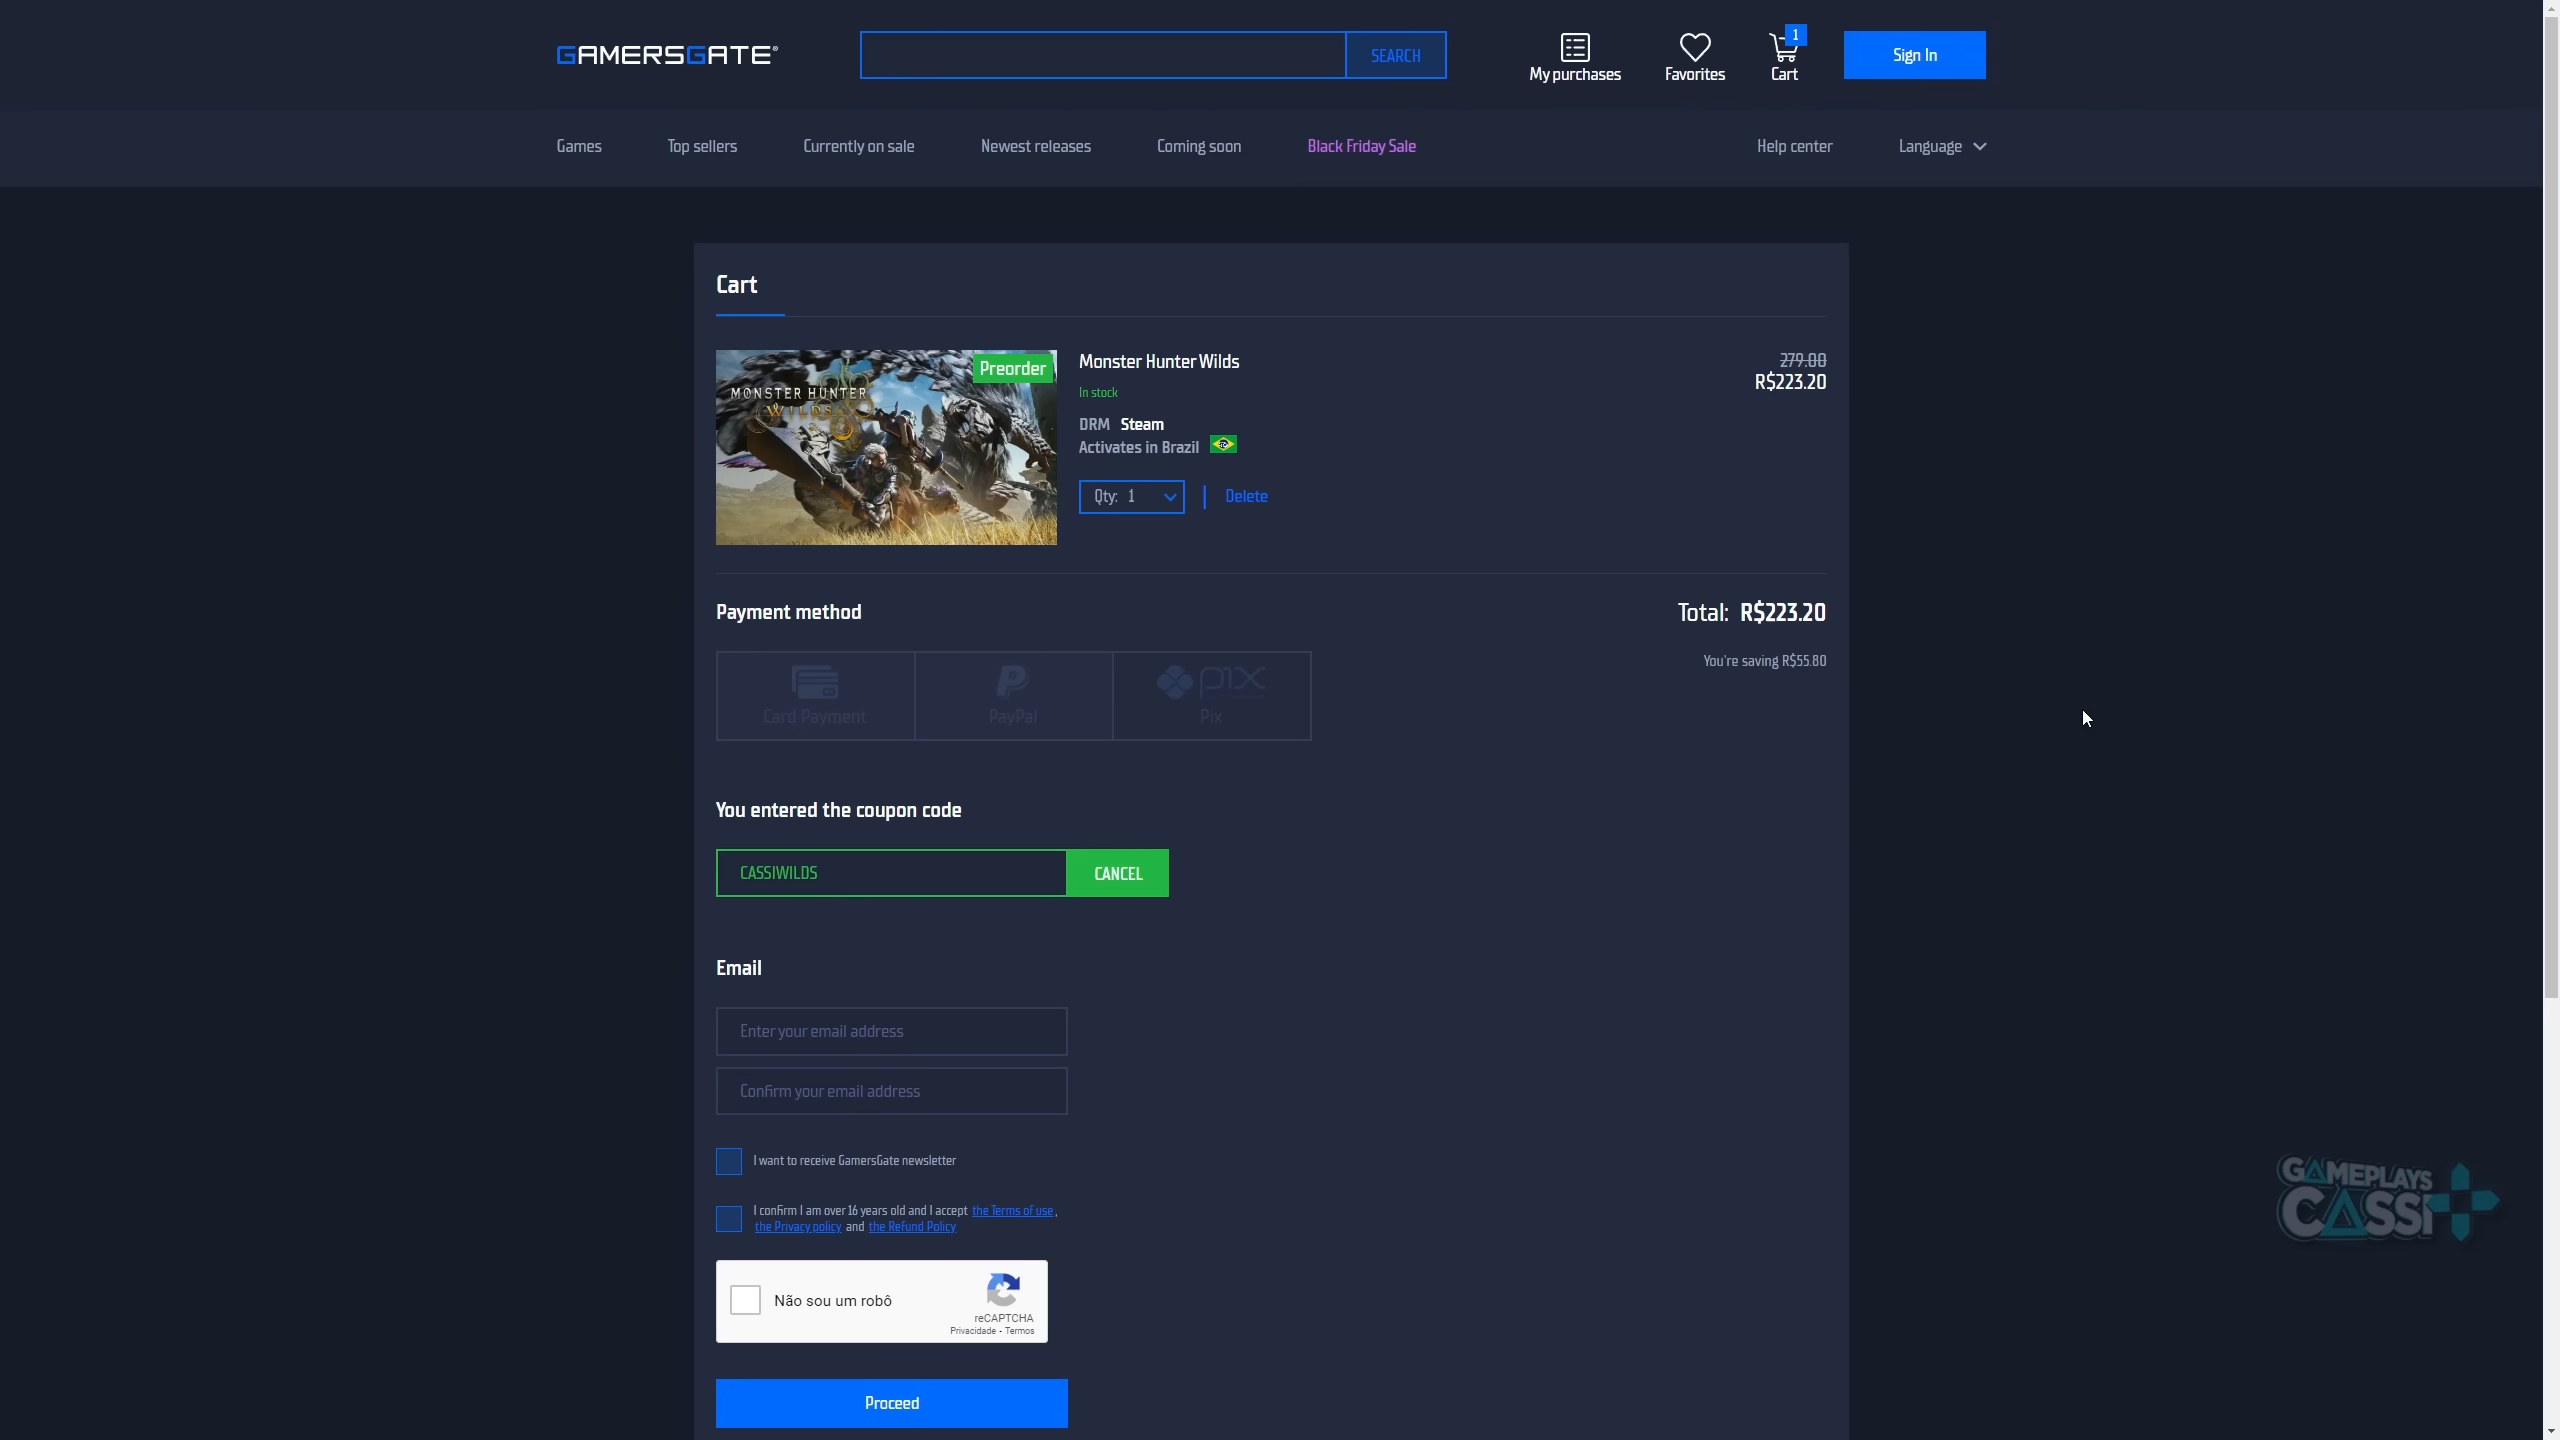 GAMERSGATE®
SEARCH
My purchases
Favorites
1
Cart
Sign In
Games
Top sellers
Currently on sale
Newest releases
Coming soon
Black Friday Sale
Help center
Language
Cart
Preorder
MONSTER HUNTER
WILDS
Monster Hunter Wilds
In stock
DRM Steam
Activates in Brazil
Qty: 1
Delete
279.00
R$223.20
Payment method
Total: R$223.20
You're saving R$55.80
pix
Card Payment
PayPal
Pix
You entered the coupon code
CASSIWILDS
CANCEL
Email
Enter your email address
Confirm your email address
I want to receive GamersGate newsletter
I confirm I am over 16 years old and I accept the Terms of use,
the Privacy policy and the Refund Policy
Não sou um robô
reCAPTCHA
Privacidade - Termos
Proceed
GAMEPLAYS
CASSI